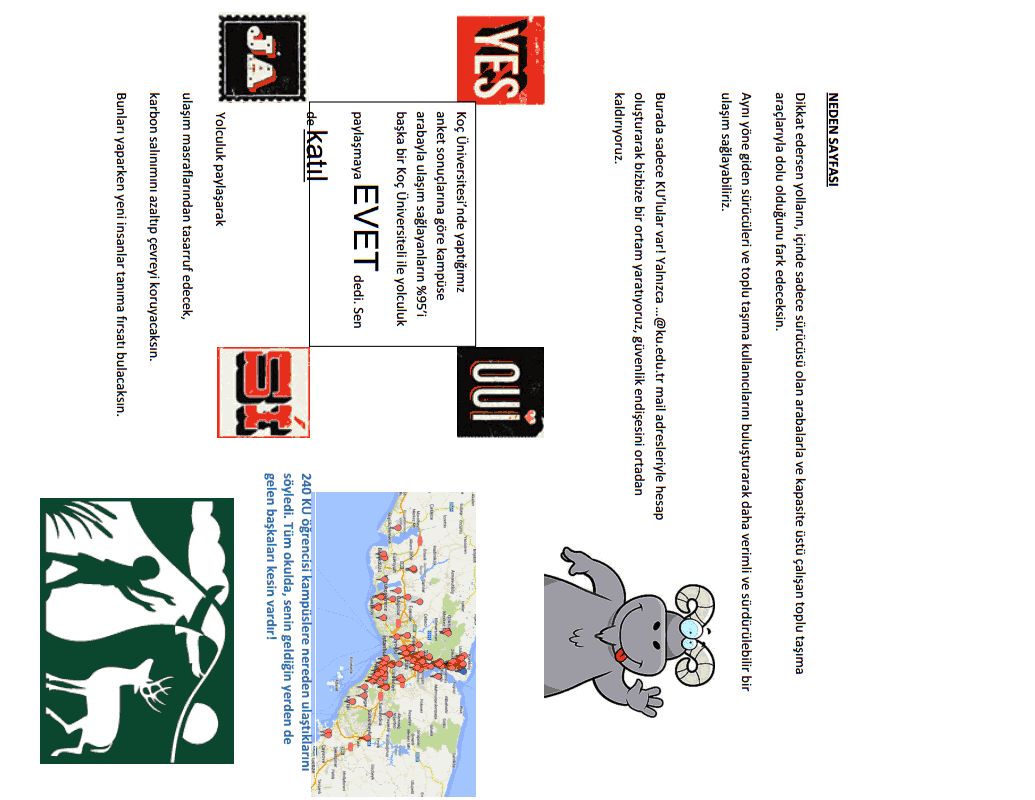 NEDEN SAYFASI
Dikkat edersen yolların, içinde sadece sürücüsü olan arabalarla ve kapasite üstü çalışan toplu taşıma
araçlarıyla dolu olduğunu fark edeceksin.
Aynı yöne giden sürücüleri ve toplu taşıma kullanıcılarını buluşturarak daha verimli ve sürdürülebilir bir
ulaşım sağlayabiliriz.
Burada sadece KU'lular var! Yalnızca …@ku.edu.tr mail adresleriyle hesap
oluşturarak bizbize bir ortam yaratıyoruz, güvenlik endişesini ortadan
kaldırıyoruz.
YES
OUi
Koç Üniversitesi'nde yaptığımız
anket sonuçlarına göre kampüse
arabayla ulaşım sağlayanların %95'i
başka bir Koç Üniversiteli ile yolculuk
paylaşmaya EVET dedi. Sen
de katıl
JA
SÍ
Yolculuk paylaşarak
ulaşım masraflarından tasarruf edecek,
karbon salınımını azaltıp çevreyi koruyacaksın.
Bunları yaparken yeni insanlar tanıma fırsatı bulacaksın.
240 KU öğrencisi kampüslere nereden ulaştıklarını
söyledi. Tüm okulda, senin geldiğin yerden de
gelen başkaları kesin vardır!